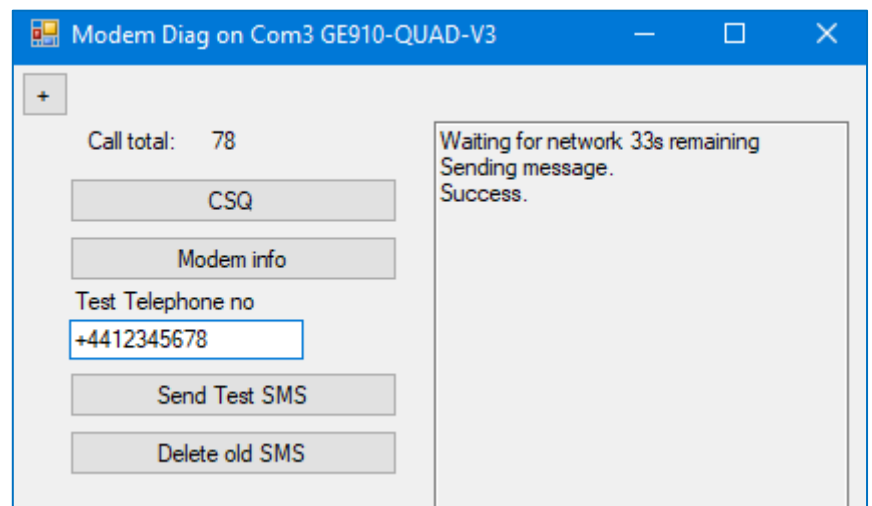 Modem Diag on Com3 GE910-QUAD-V3
+
Call total: 78
CSQ
Modem info
Test Telephone no
+4412345678
Send Test SMS
Delete old SMS
Waiting for network 33s remaining
Sending message.
Success.